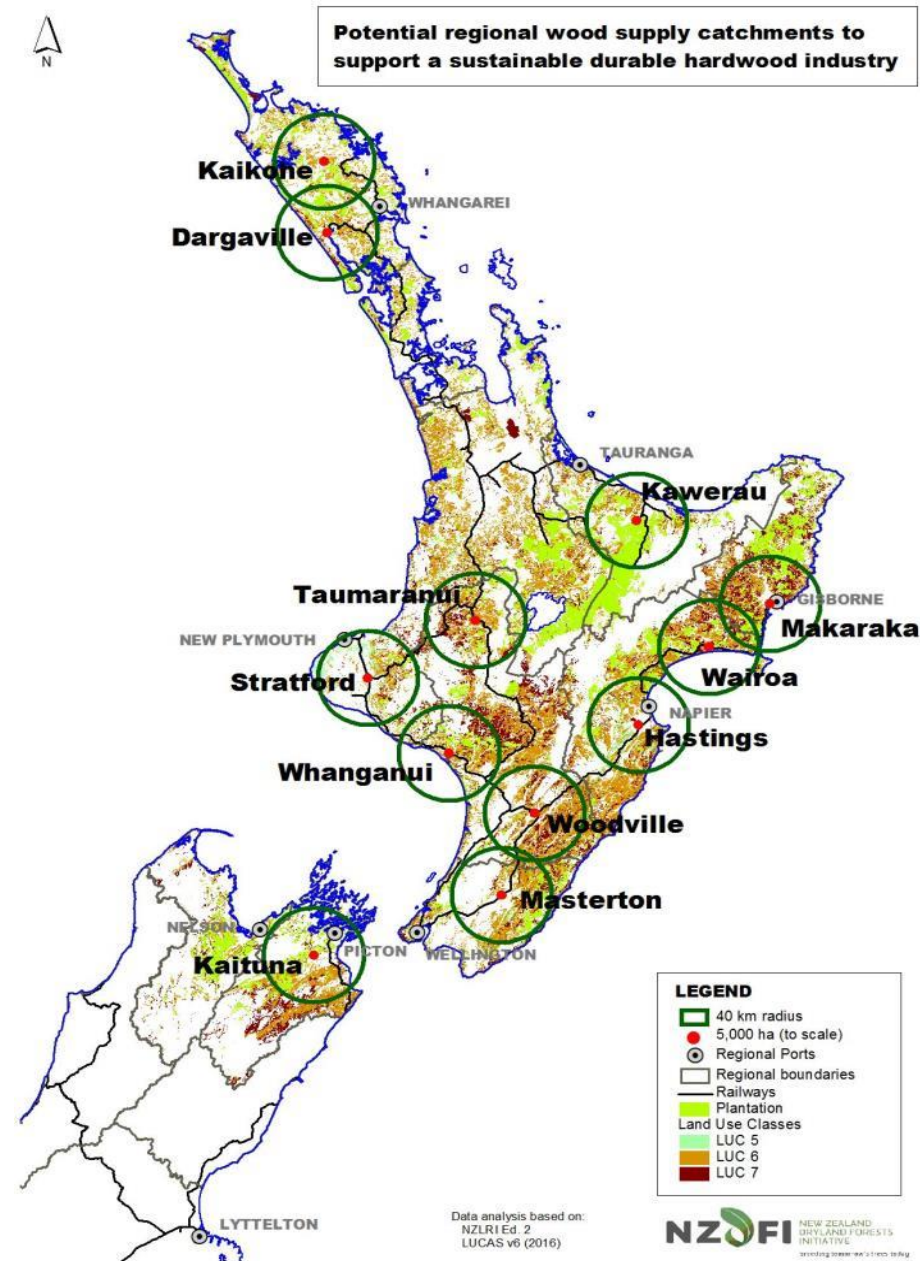 Potential regional wood supply catchments to
support a sustainable durable hardwood industry
N
Kaikone
WHANGAREI
Dargaville
TAURANGA
Kawerau
Taumaranui
GISBORNE
Makaraka
NEW PLYMOUTH
Wairoa
Stratford
NAPIER
Hastings
Whanganui
Woodville
Masterton
NELSON
PICTON
WELLINGTON
Kaituna
LEGEND
40 km radius
5,000 ha (to scale)
Regional Ports
Regional boundaries
Railways
Plantation
Land Use Classes
LUC 5
LUC 6
LUC 7
LYTTELTON
Data analysis based on:
NZLRI Ed. 2
LUCAS v6 (2016)
NZDFI
NEW ZEALAND
DRYLAND FORESTS
INITIATIVE